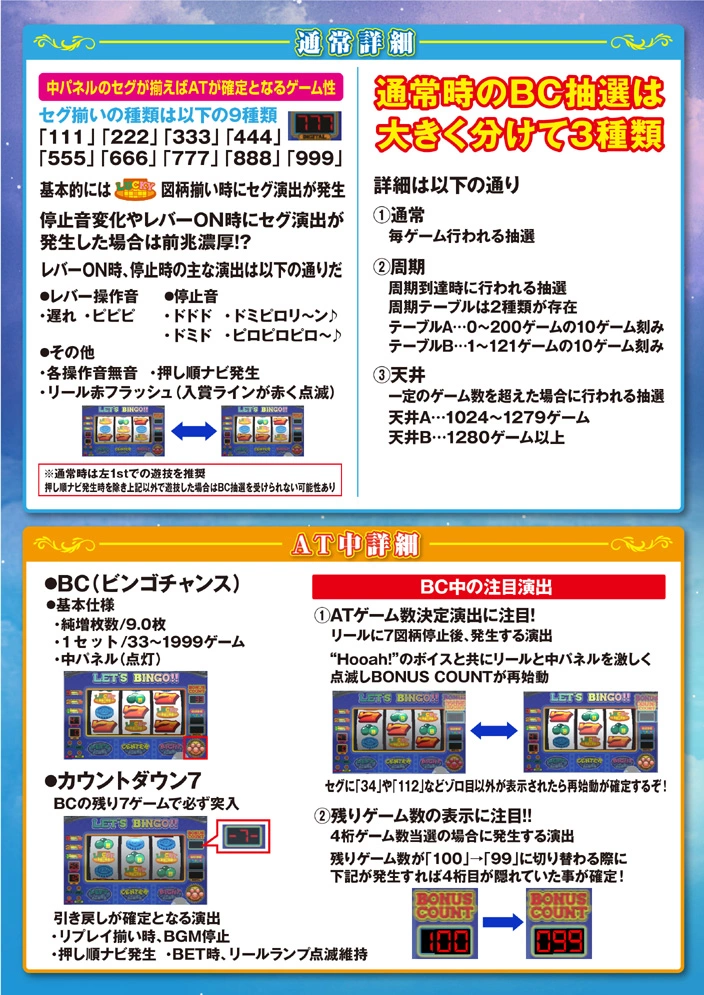 通常詳細
中パネルのセグが揃えばATが確定となるゲーム性
セグ揃いの種類は以下の9種類
「111」「222」「333」「444」
「555」「666」「777」「888」「999」
777
基本的には LUCKY 図柄揃い時にセグ演出が発生
停止音変化やレバーON時にセグ演出が
発生した場合は前兆濃厚!?
レバーON時、停止時の主な演出は以下の通りだ
●レバー操作音 ●停止音
・遅れ ・ピピピ ・ドドド ・ドミピロリ～ン♪
・ドミド ・ピロピロピロ～♪
●その他
・各操作音無音 ・押し順ナビ発生
・リール赤フラッシュ(入賞ラインが赤く点滅)
LET'S BINGO!!
LET'S BINGO!!
※通常時は左1stでの遊技を推奨
押し順ナビ発生時を除き上記以外で遊技した場合はBC抽選を受けられない可能性あり
通常時のBC抽選は
大きく分けて3種類
詳細は以下の通り
①通常
毎ゲーム行われる抽選
②周期
周期到達時に行われる抽選
周期テーブルは2種類が存在
テーブルA…0～200ゲームの10ゲーム刻み
テーブルB…1～121ゲームの10ゲーム刻み
③天井
一定のゲーム数を超えた場合に行われる抽選
天井A…1024～1279ゲーム
天井B…1280ゲーム以上
AT中詳細
●BC(ビンゴチャンス)
●基本仕様
・純増枚数/9.0枚
・1セット/33～1999ゲーム
・中パネル(点灯)
LET'S BINGO!!
●カウントダウン7
BCの残り7ゲームで必ず突入
LET'S BINGO!!
-7-
引き戻しが確定となる演出
・リプレイ揃い時、BGM停止
・押し順ナビ発生 ・BET時、リールランプ点滅維持
BC中の注目演出
①ATゲーム数決定演出に注目!
リールに7図柄停止後、発生する演出
“Hooah!”のボイスと共にリールと中パネルを激しく
点滅しBONUS COUNTが再始動
LET'S BINGO!!
LET'S BINGO!!
セグに「34」や「112」などゾロ目以外が表示されたら再始動が確定するぞ!
②残りゲーム数の表示に注目!!
4桁ゲーム数当選の場合に発生する演出
残りゲーム数が「100」→「99」に切り替わる際に
下記が発生すれば4桁目が隠れていた事が確定!
BONUS COUNT
100
BONUS COUNT
099